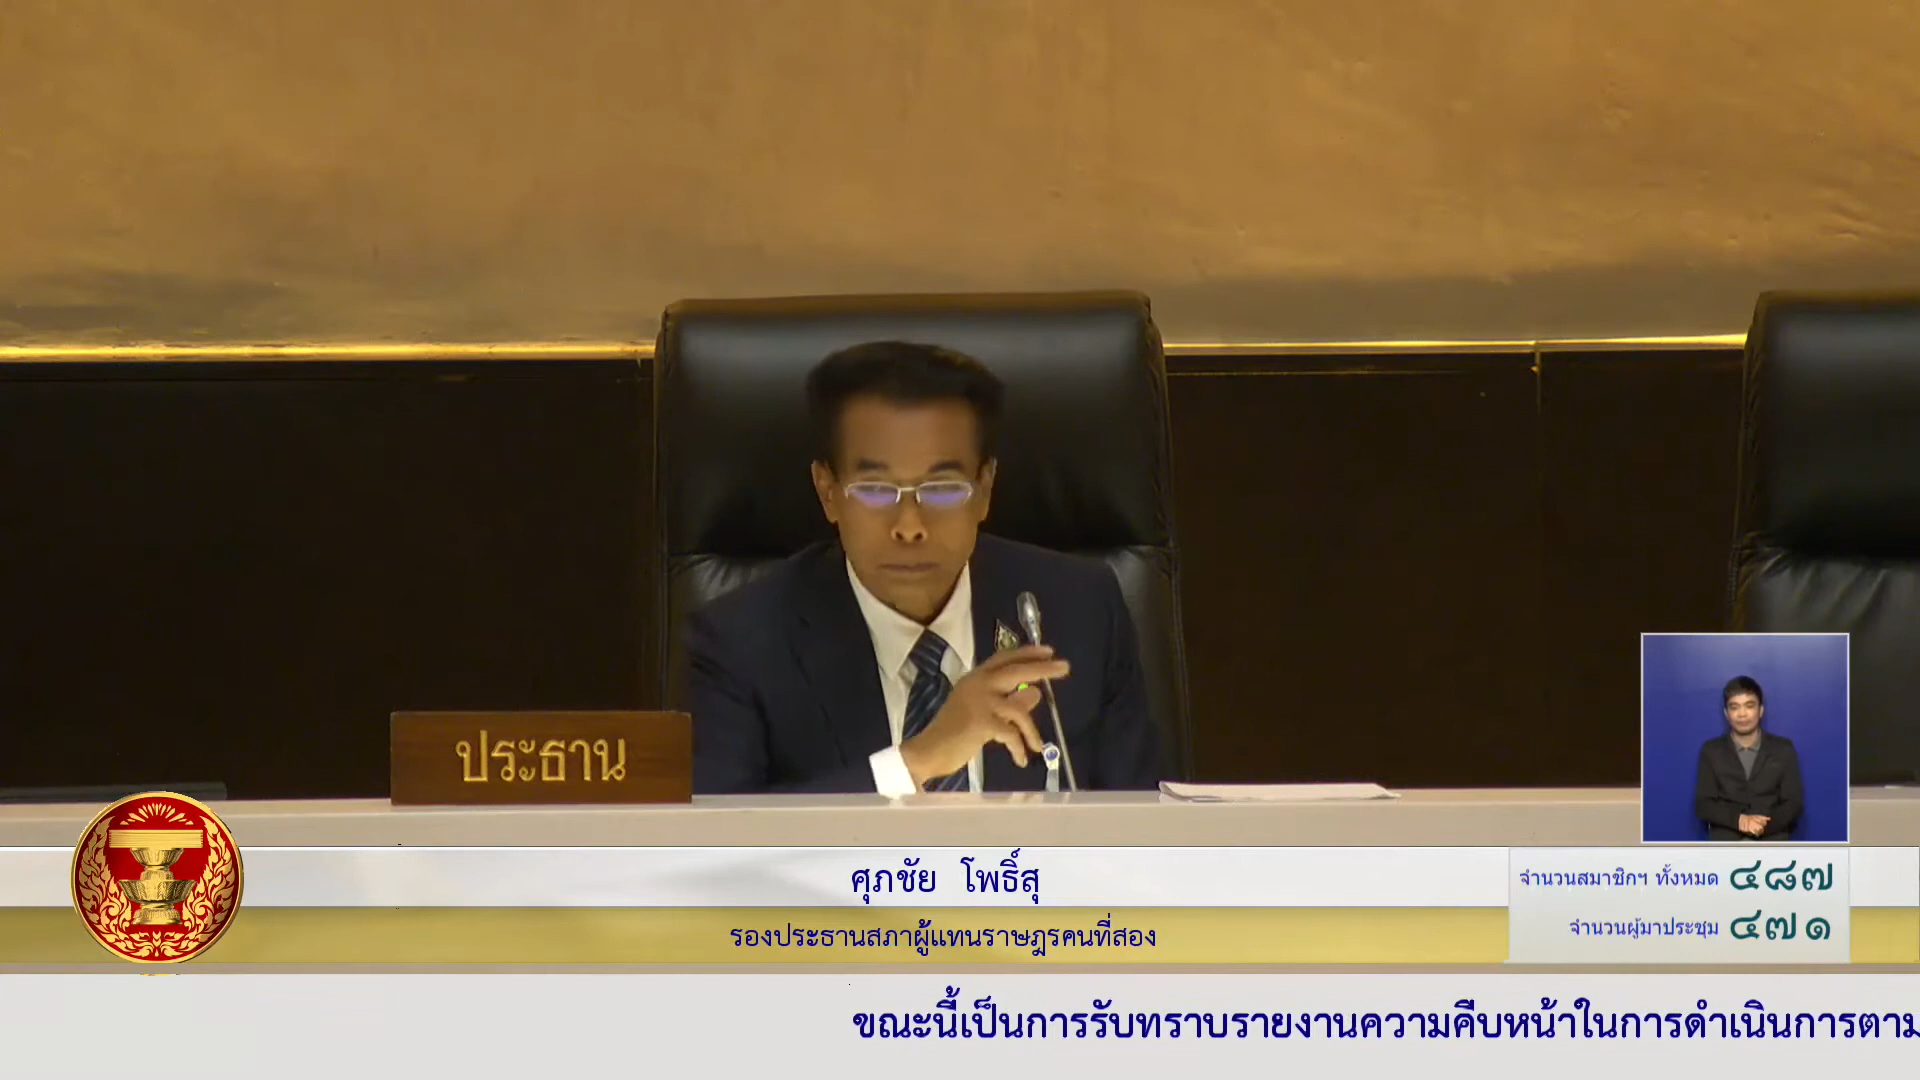 ประธาน
ศุภชัย โพธิ์สุ
รองประธานสภาผู้แทนราษฎรคนที่สอง
จำนวนสมาชิกฯ ทั้งหมด ๔๘๗
จำนวนผู้มาประชุม ๔๗๑
ขณะนี้เป็นการรับทราบรายงานความคืบหน้าในการดำเนินการตาม